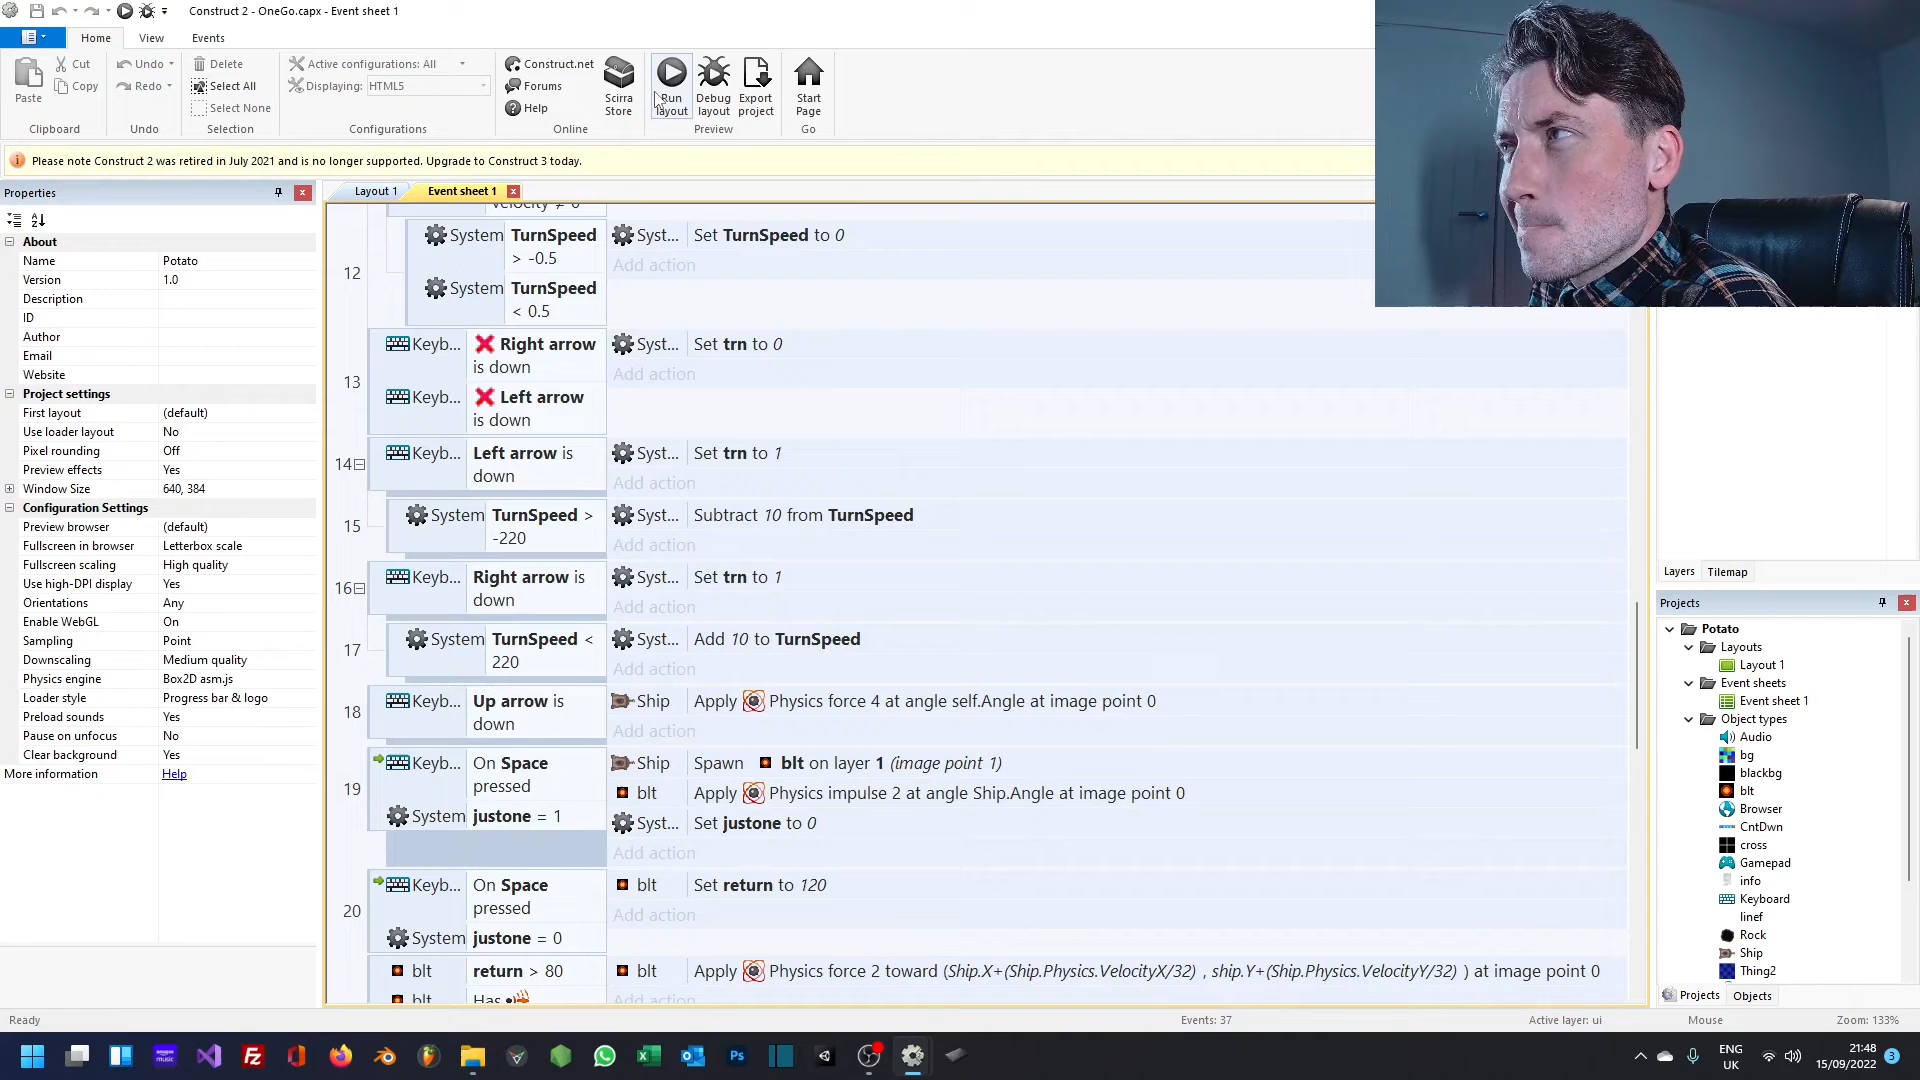 Construct 2 - OneGo.capx - Event sheet 1
Home View Events
Paste
Cut
Copy
Clipboard
Undo
Redo
Undo
Delete
Select All
Select None
Selection
Active configurations: All
Displaying: HTML5
Configurations
Construct.net
Forums
Help
Scirra Store
Online
Run layout
Debug layout
Export project
Preview
Start Page
Go
Please note Construct 2 was retired in July 2021 and is no longer supported. Upgrade to Construct 3 today.
Properties
About
Name Potato
Version 1.0
Description
ID
Author
Email
Website
Project settings
First layout (default)
Use loader layout No
Pixel rounding Off
Preview effects Yes
Window Size 640, 384
Configuration Settings
Preview browser (default)
Fullscreen in browser Letterbox scale
Fullscreen scaling High quality
Use high-DPI display Yes
Orientations Any
Enable WebGL On
Sampling Point
Downscaling Medium quality
Physics engine Box2D asm.js
Loader style Progress bar & logo
Preload sounds Yes
Pause on unfocus No
Clear background Yes
More information Help
Layout 1 Event sheet 1
velocity ≠ 0
12
System TurnSpeed > -0.5
System TurnSpeed < 0.5
Syst... Set TurnSpeed to 0
Add action
13
Keyb... Right arrow is down
Keyb... Left arrow is down
Syst... Set trn to 0
Add action
14
Keyb... Left arrow is down
Syst... Set trn to 1
Add action
15
System TurnSpeed > -220
Syst... Subtract 10 from TurnSpeed
Add action
16
Keyb... Right arrow is down
Syst... Set trn to 1
Add action
17
System TurnSpeed < 220
Syst... Add 10 to TurnSpeed
Add action
18
Keyb... Up arrow is down
Ship Apply Physics force 4 at angle self.Angle at image point 0
Add action
19
Keyb... On Space pressed
System justone = 1
Ship Spawn blt on layer 1 (image point 1)
blt Apply Physics impulse 2 at angle Ship.Angle at image point 0
Syst... Set justone to 0
Add action
20
Keyb... On Space pressed
System justone = 0
blt Set return to 120
Add action
blt return > 80
blt Has
blt Apply Physics force 2 toward (Ship.X+(Ship.Physics.VelocityX/32) , ship.Y+(Ship.Physics.VelocityY/32) ) at image point 0
Add action
Layers Tilemap
Projects
Potato
Layouts
Layout 1
Event sheets
Event sheet 1
Object types
Audio
bg
blackbg
blt
Browser
CntDwn
cross
Gamepad
info
Keyboard
linef
Rock
Ship
Thing2
Projects Objects
Ready Events: 37 Active layer: ui Mouse Zoom: 133%
music
Ps
ENG
UK
21:48
15/09/2022
3